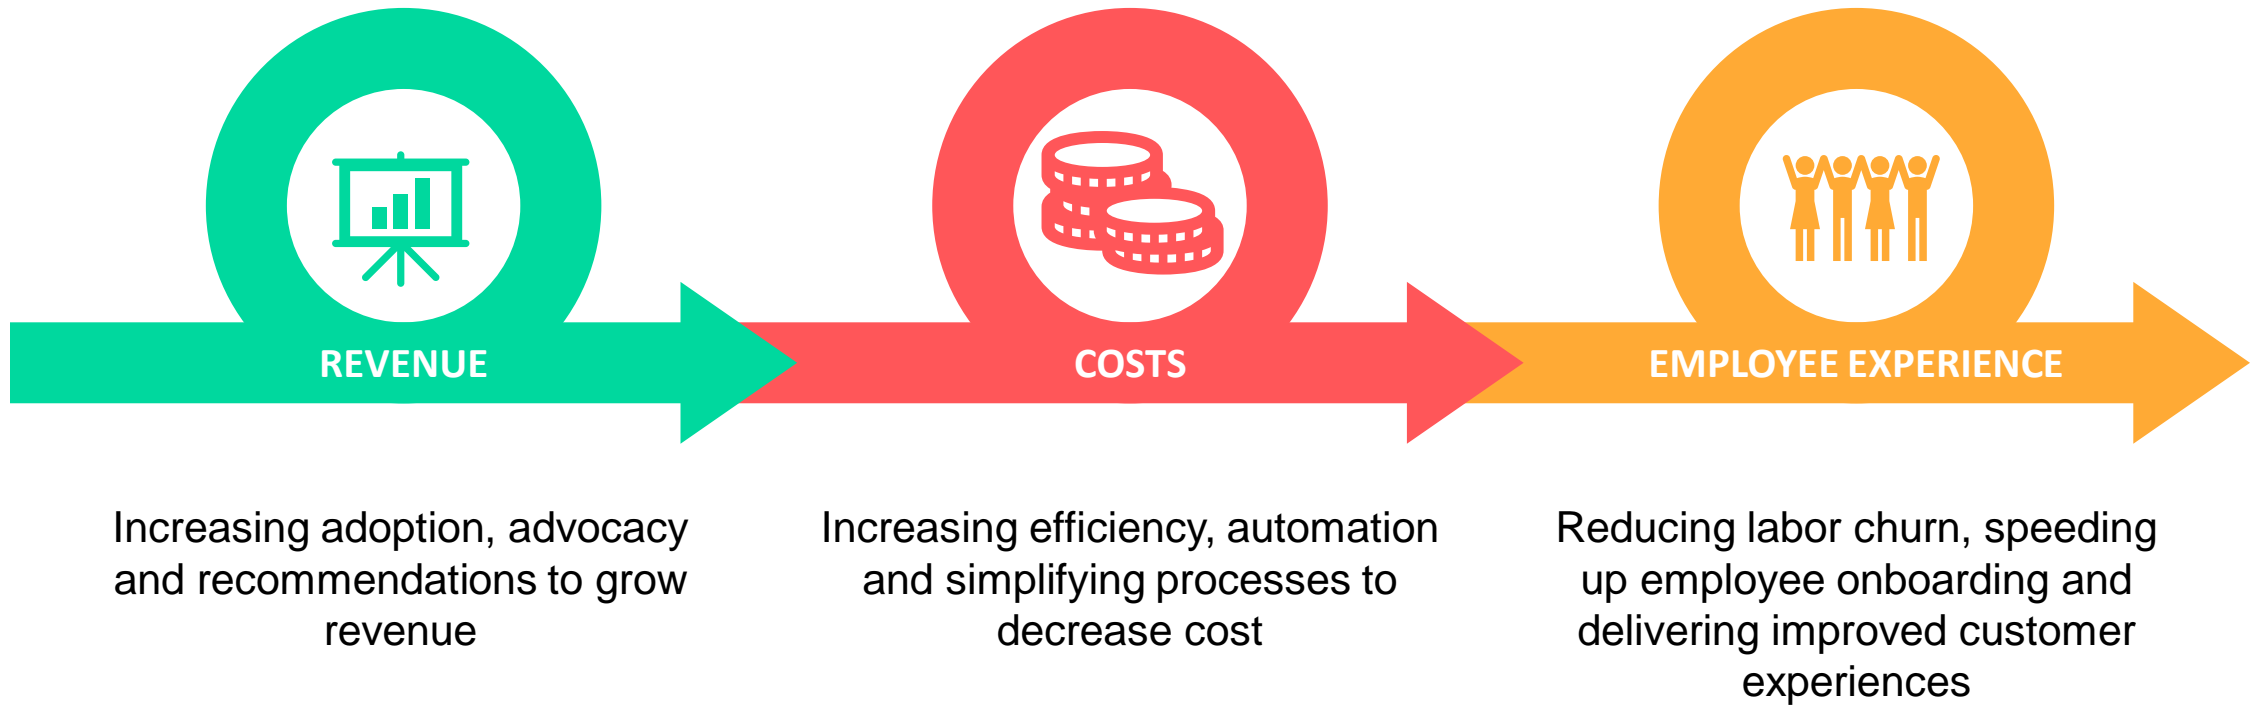 REVENUE
Increasing adoption, advocacy
and recommendations to grow
revenue
COSTS
Increasing efficiency, automation
and simplifying processes to
decrease cost
EMPLOYEE EXPERIENCE
Reducing labor churn, speeding
up employee onboarding and
delivering improved customer
experiences